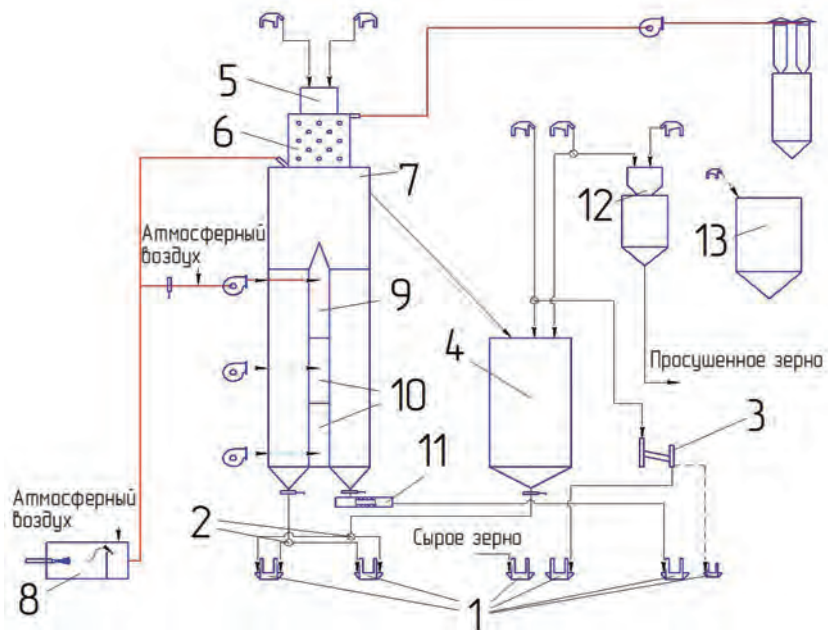 5
6
7
12
13
Атмосферный
воздух
9
4
Просушенное зерно
10
3
11
Атмосферный
воздух
2
Сырое зерно
8
1